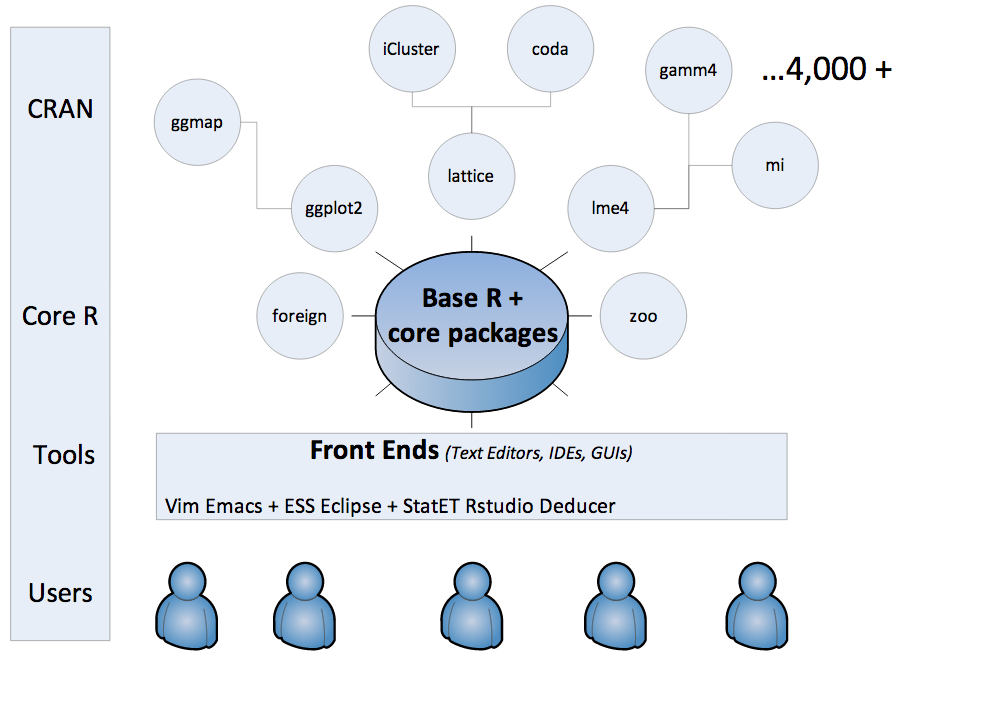 iCluster
coda
gamm4
...4,000 +
CRAN
ggmap
mi
lattice
ggplot2
lme4
Core R
foreign
Base R +
core packages
zoo
Tools
Front Ends (Text Editors, IDEs, GUIs)
Vim Emacs + ESS Eclipse + StatET Rstudio Deducer
Users